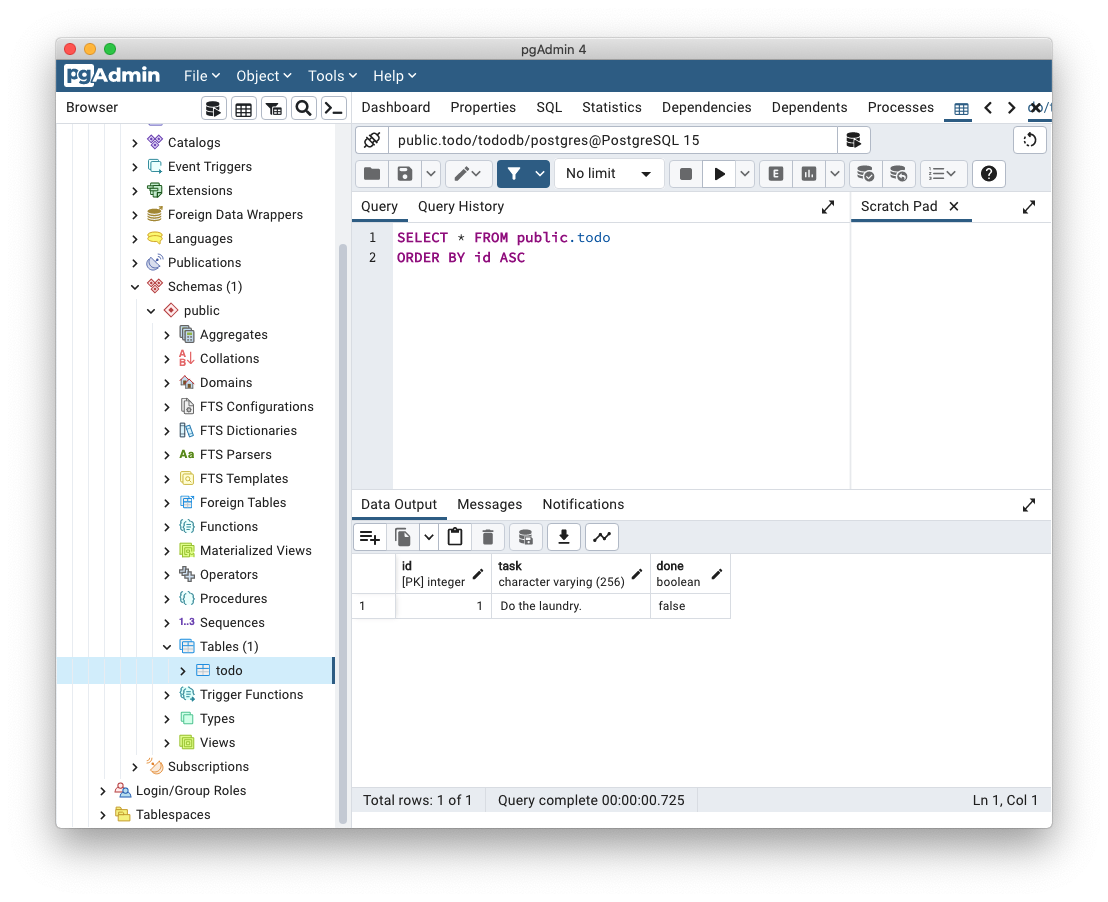 pgAdmin 4
pgAdmin File Object Tools Help
Browser
Dashboard Properties SQL Statistics Dependencies Dependents Processes
public.todo/tododb/postgres@PostgreSQL 15
No limit
E
Query Query History
Scratch Pad
1 SELECT * FROM public.todo
2 ORDER BY id ASC
Catalogs
Event Triggers
Extensions
Foreign Data Wrappers
Languages
Publications
Schemas (1)
public
Aggregates
Collations
Domains
FTS Configurations
FTS Dictionaries
Aa FTS Parsers
FTS Templates
Foreign Tables
Functions
Materialized Views
Operators
Procedures
1..3 Sequences
Tables (1)
todo
Trigger Functions
Types
Views
Subscriptions
Login/Group Roles
Tablespaces
Data Output Messages Notifications
id task done
[PK] integer character varying (256) boolean
1 1 Do the laundry. false
Total rows: 1 of 1 Query complete 00:00:00.725 Ln 1, Col 1